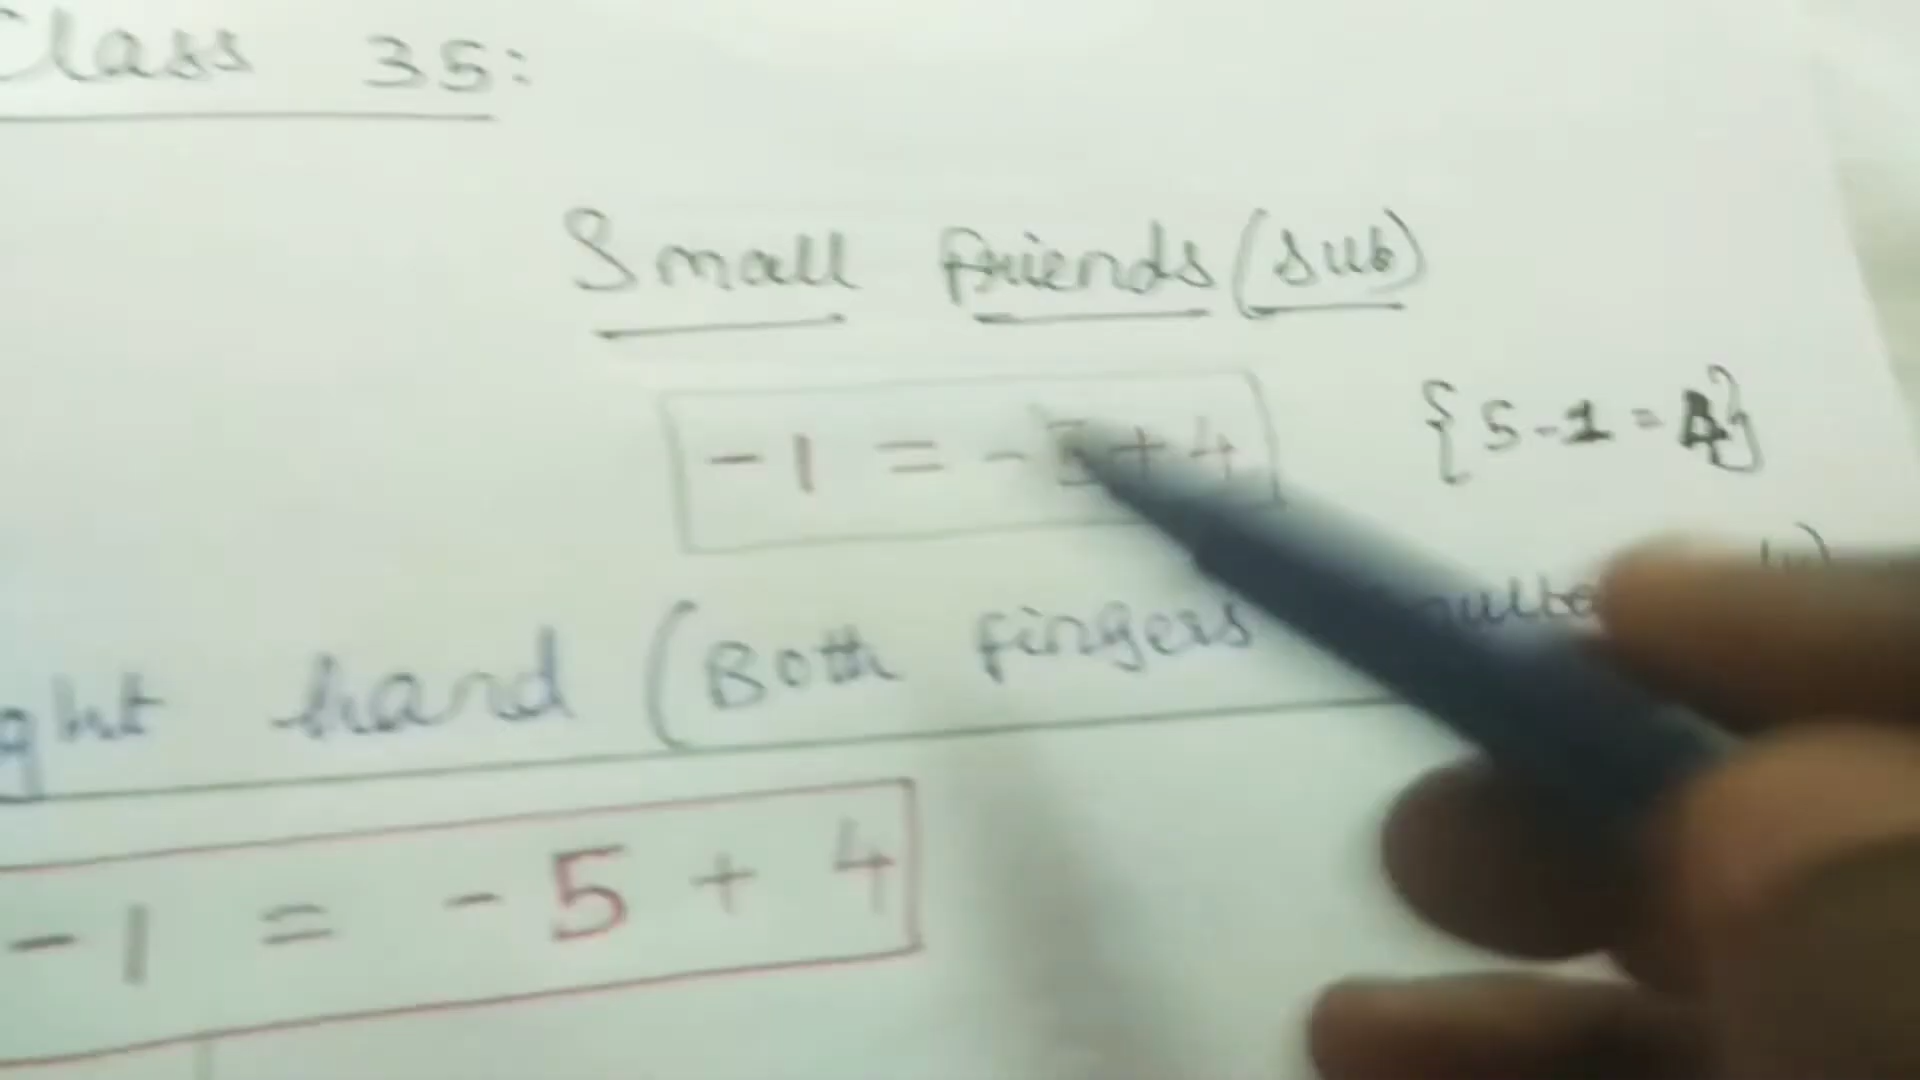 Class 35:
Small friends (sub)
-1 = -5+4 {5-1=4}
hand (Both fingers
-1 = -5 + 4